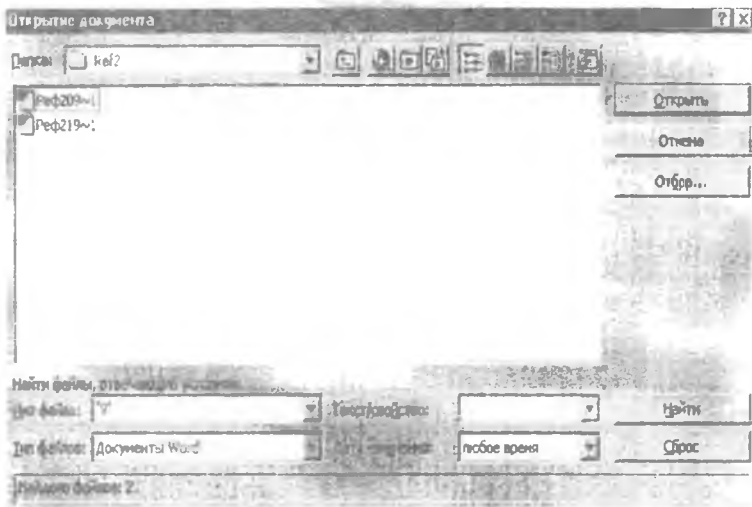 Открытие документа
Папка: Ref2
Реф209~1
Реф219~1
Открыть
Отмена
Отбор...
Найти файлы, отвечающие условиям
Имя файла: Текст/свойство: Найти
Тип файлов: Документы Word любое время Сброс
Найдено файлов: 2